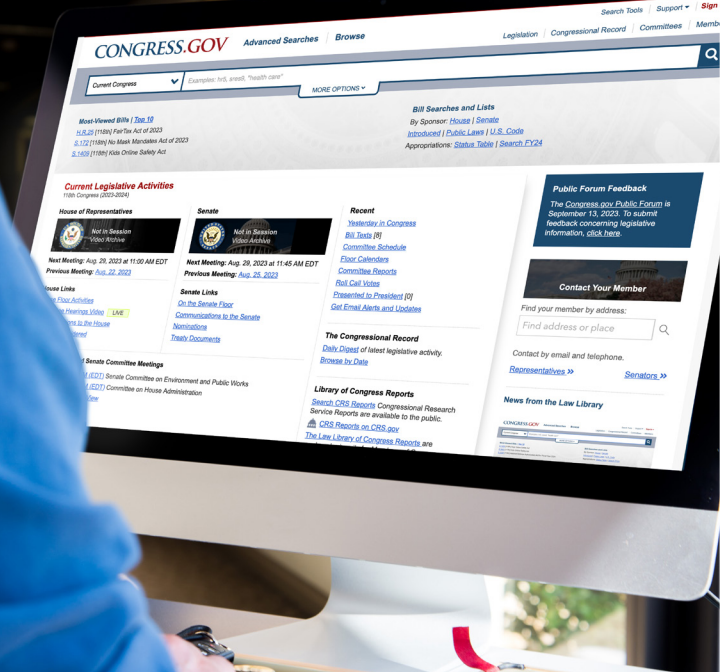 Search Tools Support Sign
CONGRESS.GOV Advanced Searches Browse
Legislation Congressional Record Committees Memb
Current Congress Examples: hr5, sres9, "health care"
MORE OPTIONS
Most-Viewed Bills | Top 10
H.R.25 [118th] FairTax Act of 2023
S.172 [118th] No Mask Mandates Act of 2023
S.1409 [118th] Kids Online Safety Act
Bill Searches and Lists
By Sponsor: House | Senate
Introduced | Public Laws | U.S. Code
Appropriations: Status Table | Search FY24
Current Legislative Activities
118th Congress (2023-2024)
House of Representatives
Not in Session
Video Archive
Next Meeting: Aug. 29, 2023 at 11:00 AM EDT
Previous Meeting: Aug. 22, 2023
ouse Links
Floor Activities
Hearings Video LIVE
ons to the House
Senate
Not in Session
Video Archive
Next Meeting: Aug. 29, 2023 at 11:45 AM EDT
Previous Meeting: Aug. 25, 2023
Senate Links
On the Senate Floor
Communications to the Senate
Nominations
Treaty Documents
Senate Committee Meetings
(EDT) Senate Committee on Environment and Public Works
(EDT) Committee on House Administration
Recent
Yesterday in Congress
Bill Texts [8]
Committee Schedule
Floor Calendars
Committee Reports
Roll Call Votes
Presented to President [0]
Get Email Alerts and Updates
The Congressional Record
Daily Digest of latest legislative activity.
Browse by Date
Library of Congress Reports
Search CRS Reports Congressional Research
Service Reports are available to the public.
CRS Reports on CRS.gov
The Law Library of Congress Reports are
Public Forum Feedback
The Congress.gov Public Forum is
September 13, 2023. To submit
feedback concerning legislative
information, click here.
Contact Your Member
Find your member by address:
Find address or place
Contact by email and telephone.
Representatives » Senators »
News from the Law Library
CONGRESS.GOV